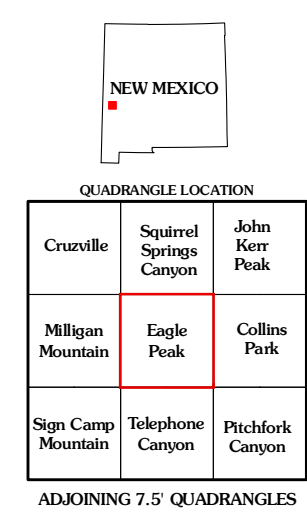 NEW MEXICO
QUADRANGLE LOCATION
Cruzville
Squirrel
Springs
Canyon
John
Kerr
Peak
Milligan
Mountain
Eagle
Peak
Collins
Park
Sign Camp
Mountain
Telephone
Canyon
Pitchfork
Canyon
ADJOINING 7.5' QUADRANGLES